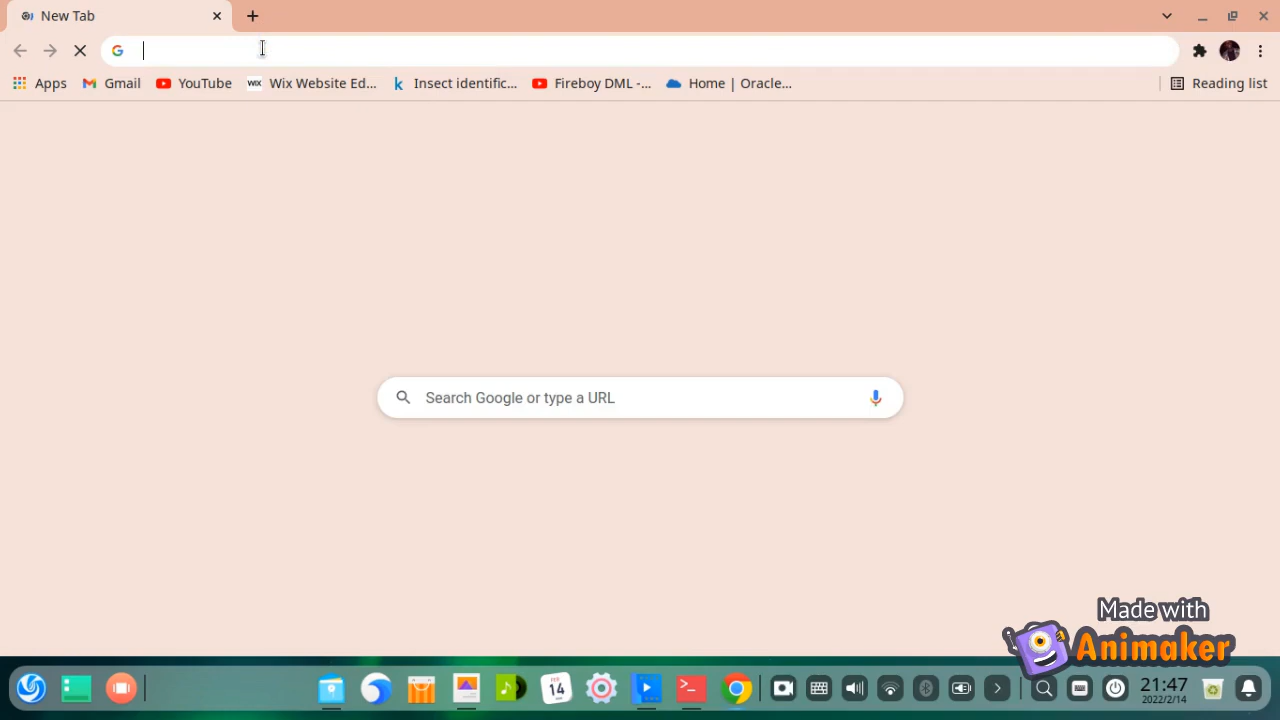 New Tab
Apps Gmail YouTube Wix Website Ed... Insect identific... Fireboy DML -... Home | Oracle... Reading list
Search Google or type a URL
Made with
Animaker
14
21:47
2022/2/14